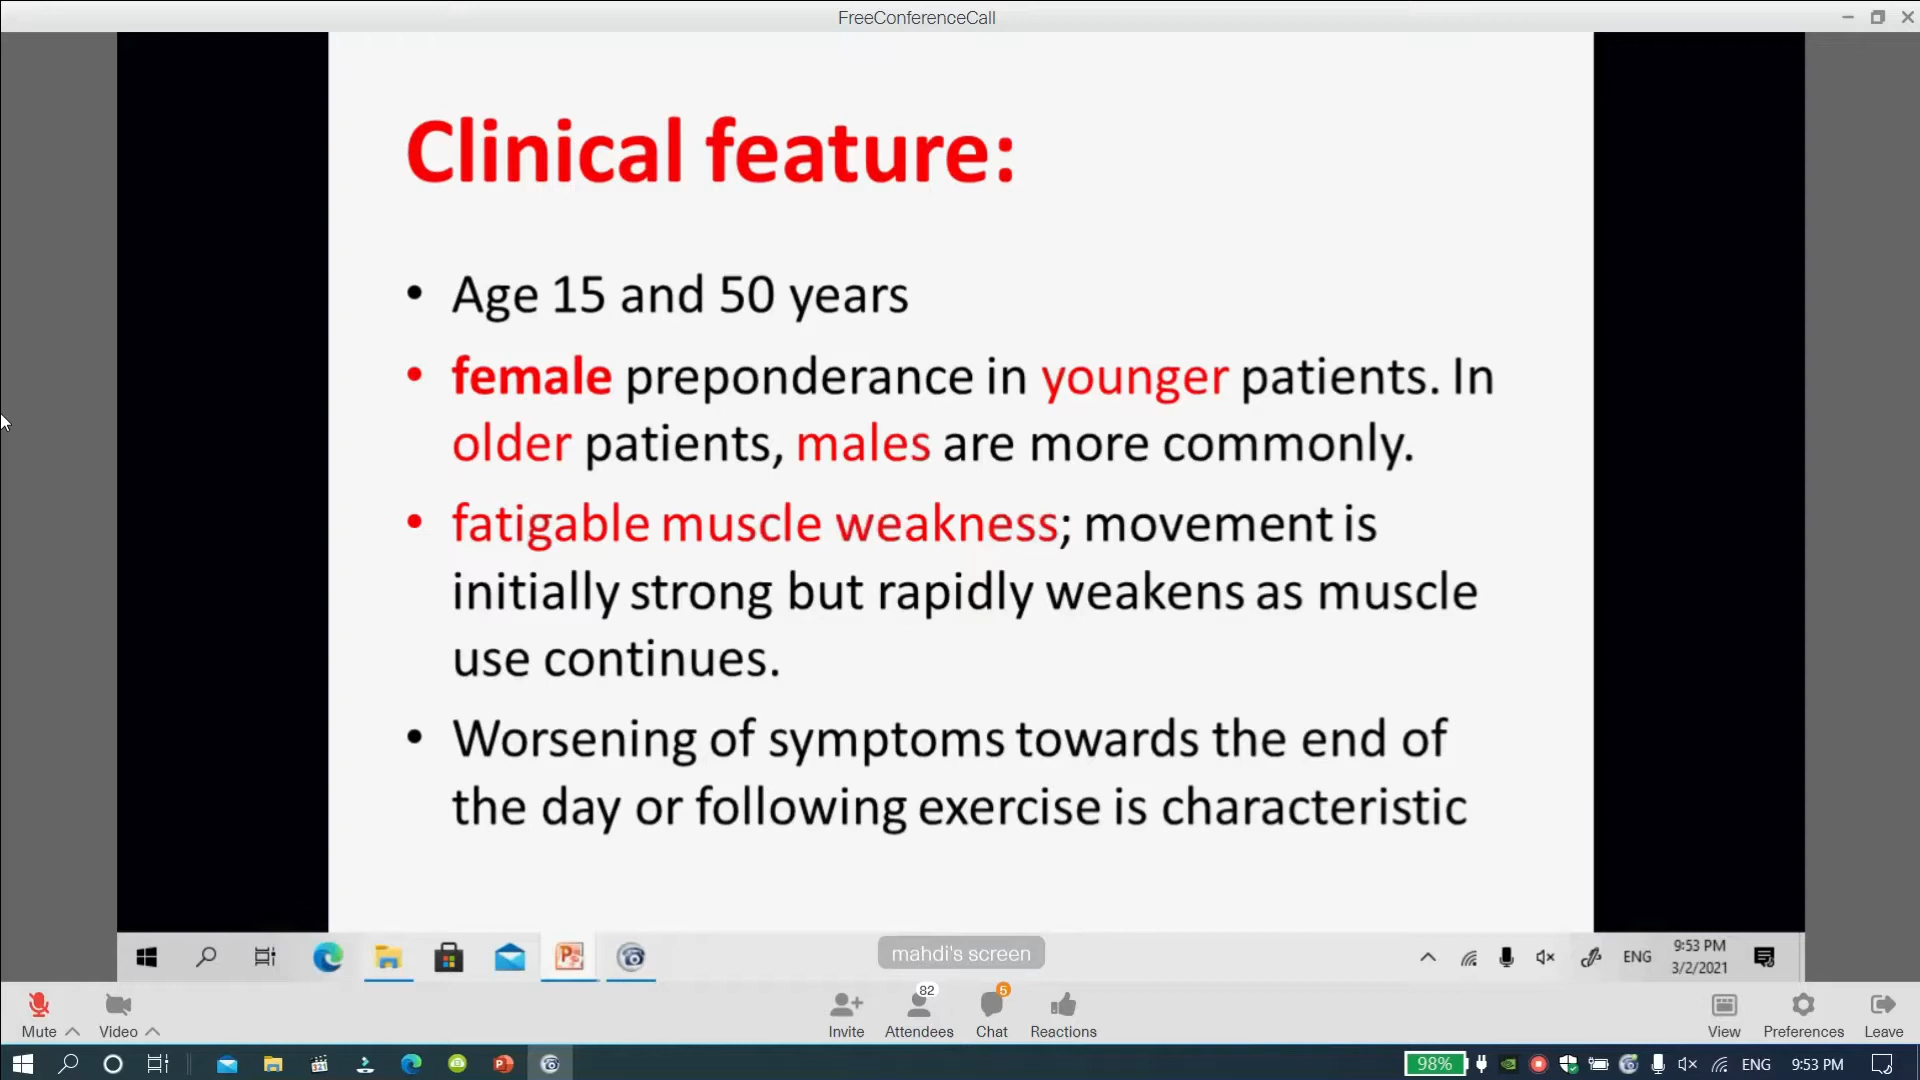 FreeConferenceCall
Clinical feature:
• Age 15 and 50 years
• female preponderance in younger patients. In
older patients, males are more commonly.
• fatigable muscle weakness; movement is
initially strong but rapidly weakens as muscle
use continues.
• Worsening of symptoms towards the end of
the day or following exercise is characteristic
mahdi's screen
ENG
9:53 PM
3/2/2021
82
5
Mute
Video
Invite
Attendees
Chat
Reactions
View
Preferences
Leave
98%
ENG
9:53 PM